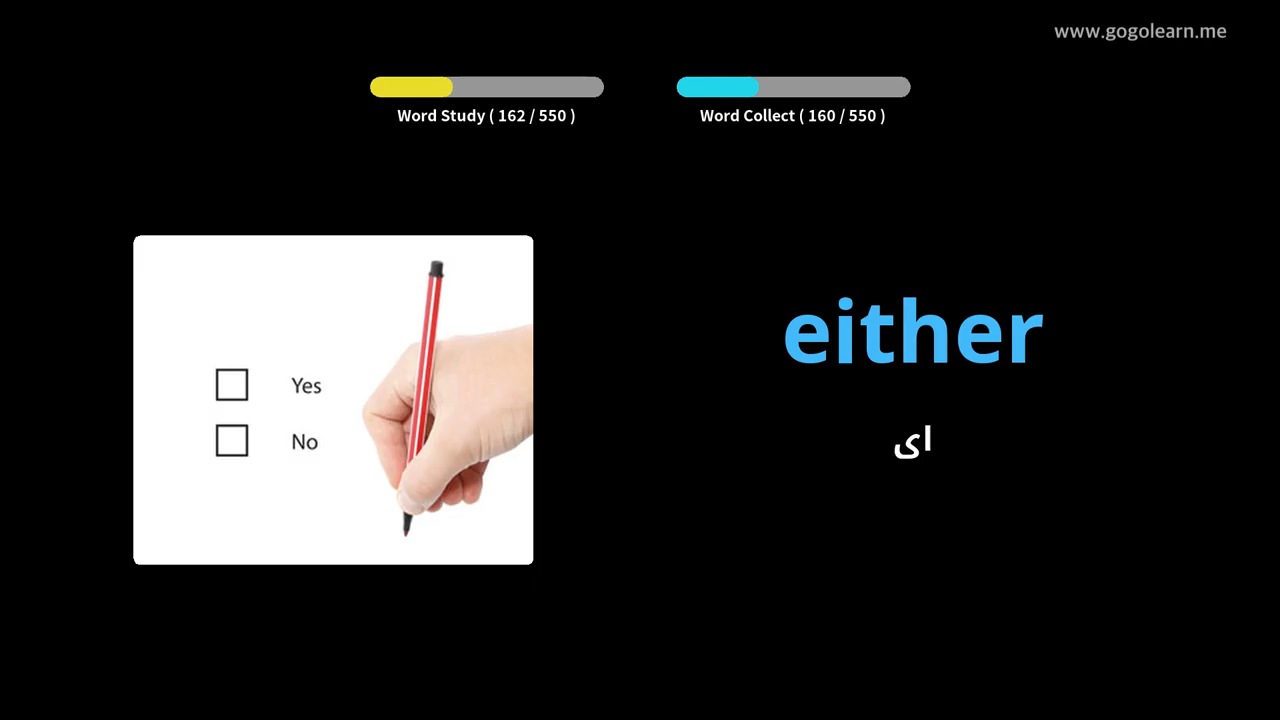 www.gogolearn.me
Word Study ( 162 / 550 )
Word Collect ( 160 / 550 )
Yes
No
either
ای